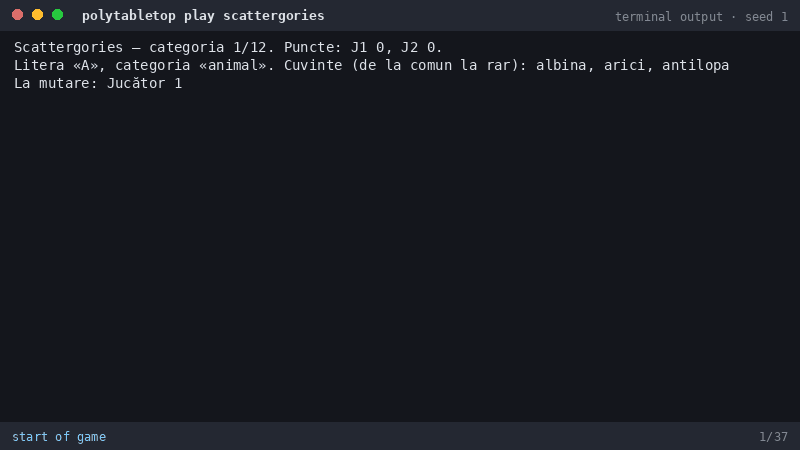 polytabletop play scattergories
terminal output · seed 1
Scattergories — categoria 1/12. Puncte: J1 0, J2 0.
Litera «A», categoria «animal». Cuvinte (de la comun la rar): albina, arici, antilopa
La mutare: Jucător 1
start of game
1/37